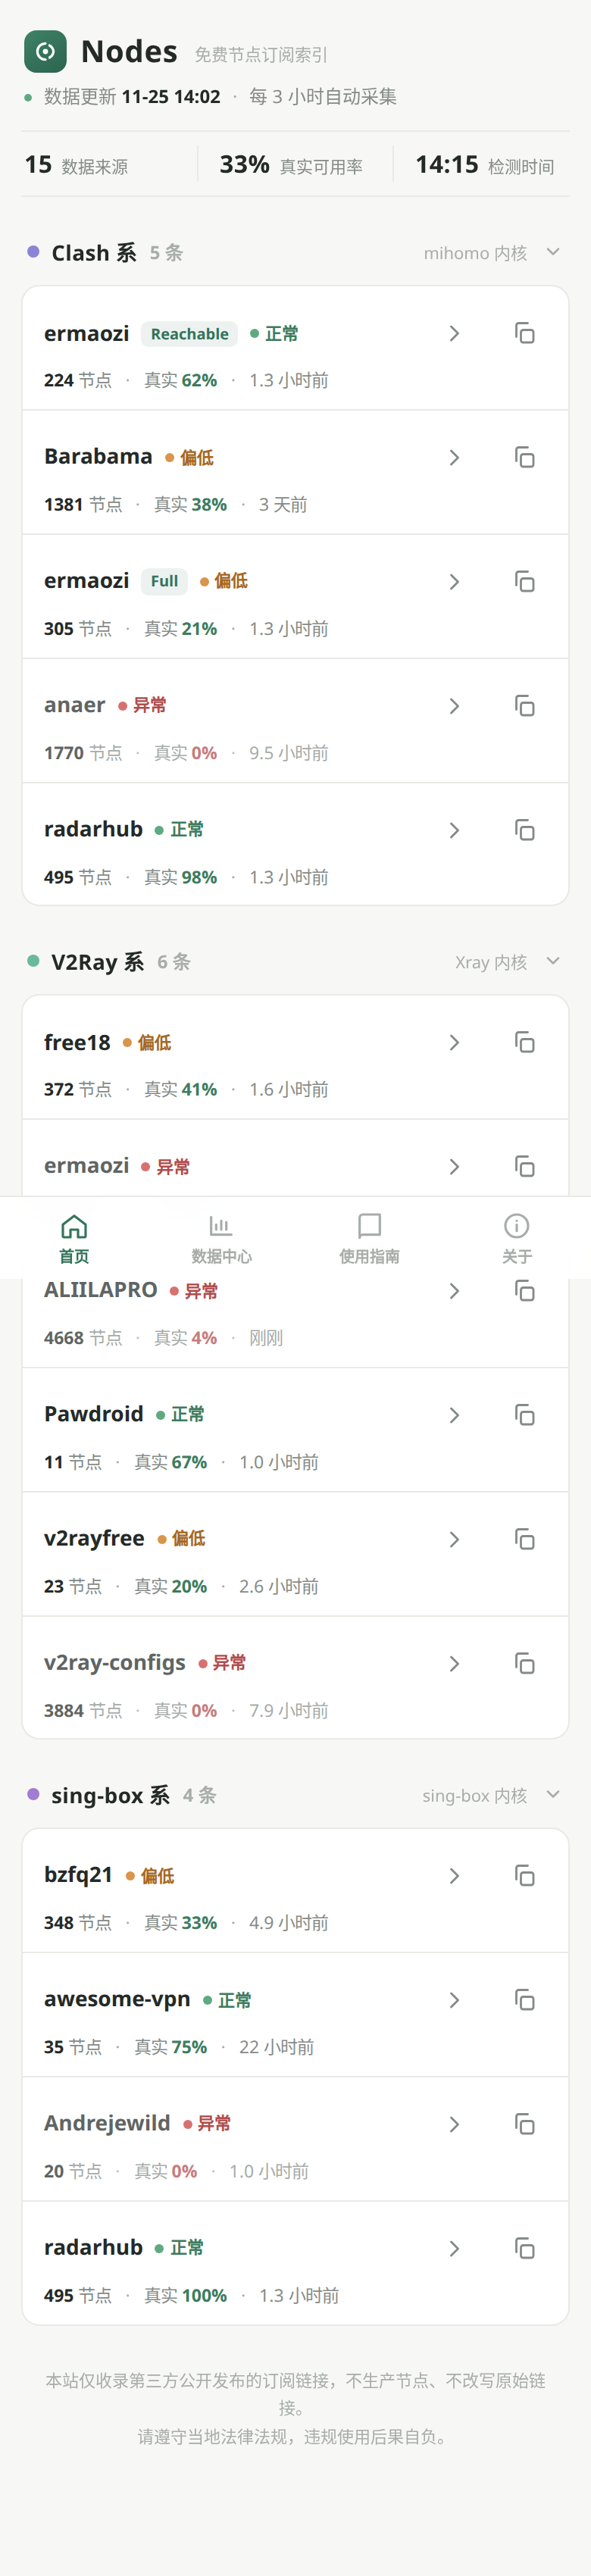 Nodes 免费节点订阅索引
数据更新 11-25 14:02 · 每 3 小时自动采集
15 数据来源 33% 真实可用率 14:15 检测时间
Clash 系 5 条 mihomo 内核
ermaozi Reachable 正常
224 节点 · 真实 62% · 1.3 小时前
Barabama 偏低
1381 节点 · 真实 38% · 3 天前
ermaozi Full 偏低
305 节点 · 真实 21% · 1.3 小时前
anaer 异常
1770 节点 · 真实 0% · 9.5 小时前
radarhub 正常
495 节点 · 真实 98% · 1.3 小时前
V2Ray 系 6 条 Xray 内核
free18 偏低
372 节点 · 真实 41% · 1.6 小时前
ermaozi 异常
首页 数据中心 使用指南 关于
ALIILAPRO 异常
4668 节点 · 真实 4% · 刚刚
Pawdroid 正常
11 节点 · 真实 67% · 1.0 小时前
v2rayfree 偏低
23 节点 · 真实 20% · 2.6 小时前
v2ray-configs 异常
3884 节点 · 真实 0% · 7.9 小时前
sing-box 系 4 条 sing-box 内核
bzfq21 偏低
348 节点 · 真实 33% · 4.9 小时前
awesome-vpn 正常
35 节点 · 真实 75% · 22 小时前
Andrejewild 异常
20 节点 · 真实 0% · 1.0 小时前
radarhub 正常
495 节点 · 真实 100% · 1.3 小时前
本站仅收录第三方公开发布的订阅链接，不生产节点、不改写原始链
接。
请遵守当地法律法规，违规使用后果自负。